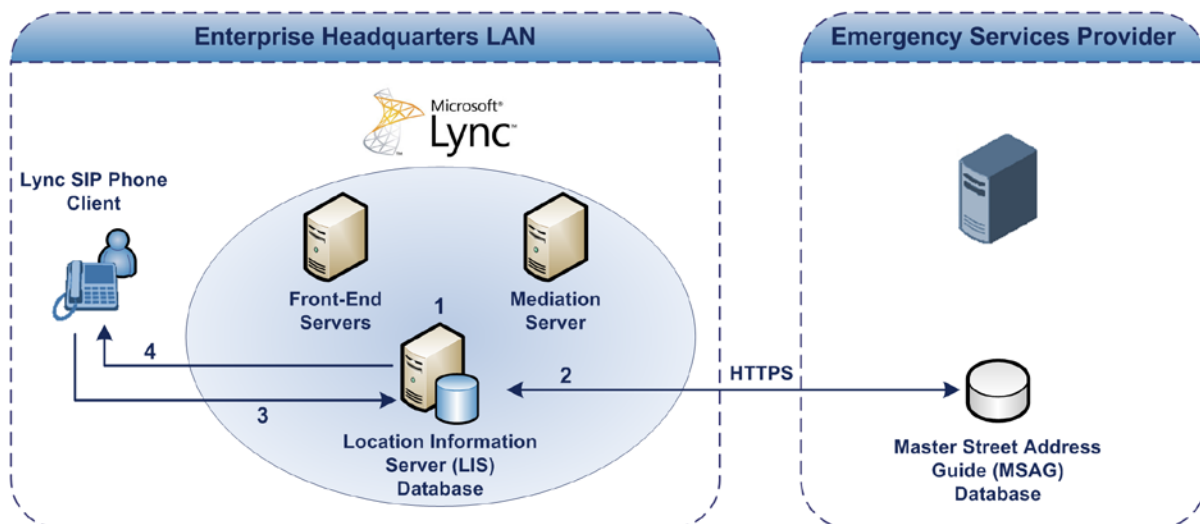 Enterprise Headquarters LAN
Emergency Services Provider
Microsoft®
Lync™
Lync SIP Phone
Client
Front-End
Servers
Mediation
Server
1
4
2
HTTPS
3
Location Information
Server (LIS)
Database
Master Street Address
Guide (MSAG)
Database